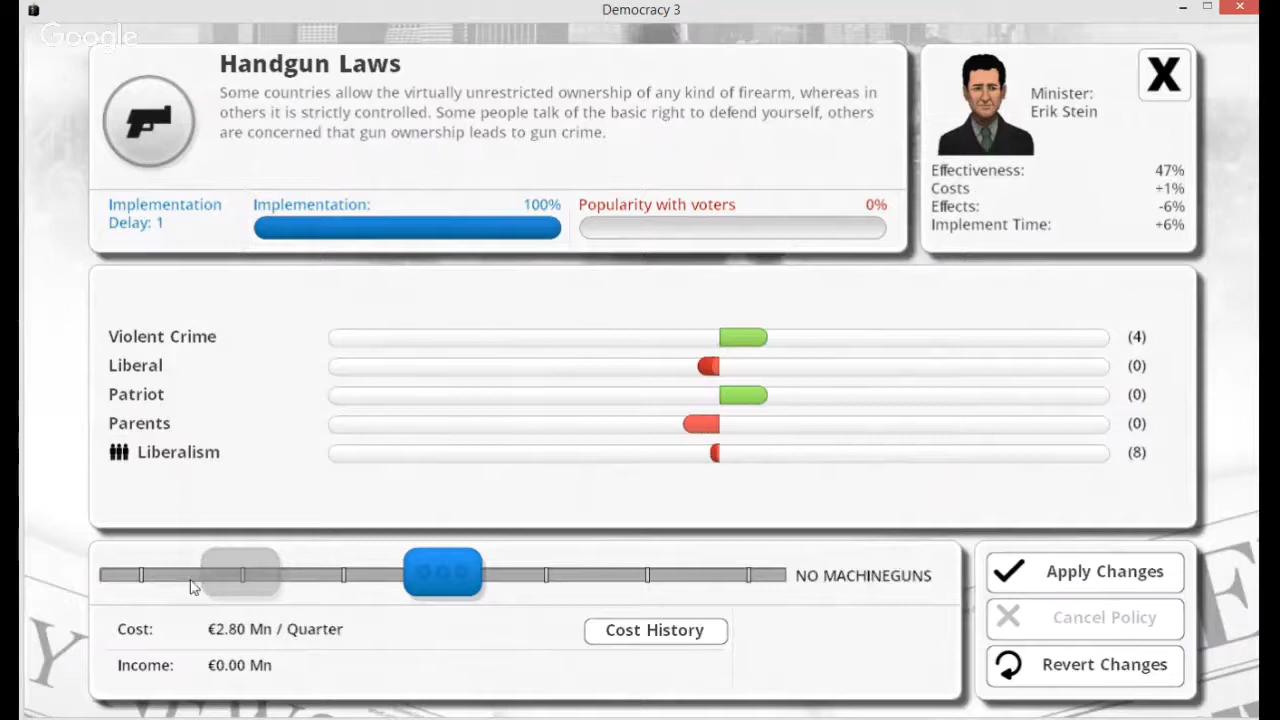 Democracy 3
Google
Handgun Laws
Some countries allow the virtually unrestricted ownership of any kind of firearm, whereas in
others it is strictly controlled. Some people talk of the basic right to defend yourself, others
are concerned that gun ownership leads to gun crime.
Implementation
Delay: 1
Implementation: 100%
Popularity with voters 0%
X
Minister:
Erik Stein
Effectiveness: 47%
Costs +1%
Effects: -6%
Implement Time: +6%
Violent Crime (4)
Liberal (0)
Patriot (0)
Parents (0)
Liberalism (8)
NO MACHINEGUNS
Cost: €2.80 Mn / Quarter
Cost History
Income: €0.00 Mn
Apply Changes
Cancel Policy
Revert Changes